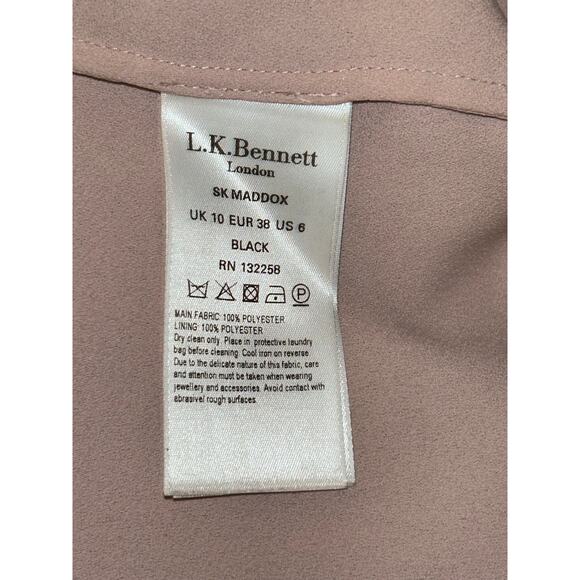 L.K.Bennett
London
SK MADDOX
UK 10 EUR 38 US 6
BLACK
RN 132258
P
MAIN FABRIC: 100% POLYESTER
LINING: 100% POLYESTER
Dry clean only. Place in protective laundry
bag before cleaning. Cool iron on reverse
Due to the delicate nature of this fabric, care
and attention must be taken when wearing
jewellery and accessories. Avoid contact with
abrasive/ rough surfaces.